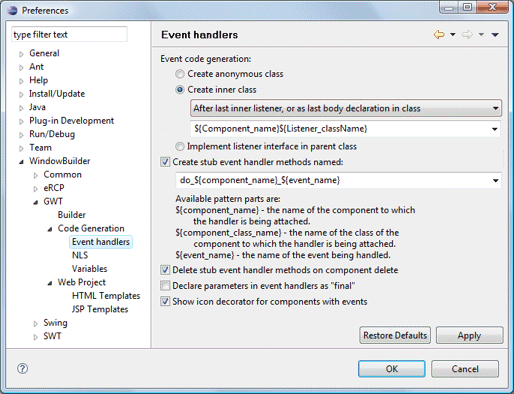 Preferences
type filter text
General
Ant
Help
Install/Update
Java
Plug-in Development
Run/Debug
Team
WindowBuilder
Common
eRCP
GWT
Builder
Code Generation
Event handlers
NLS
Variables
Web Project
HTML Templates
JSP Templates
Swing
SWT
Event handlers
Event code generation:
Create anonymous class
Create inner class
After last inner listener, or as last body declaration in class
${Component_name}${Listener_className}
Implement listener interface in parent class
Create stub event handler methods named:
do_${component_name}_${event_name}
Available pattern parts are:
${component_name} - the name of the component to which
the handler is being attached.
${component_class_name} - the name of the class of the
component to which the handler is being attached.
${event_name} - the name of the event being handled.
Delete stub event handler methods on component delete
Declare parameters in event handlers as "final"
Show icon decorator for components with events
Restore Defaults
Apply
?
OK
Cancel